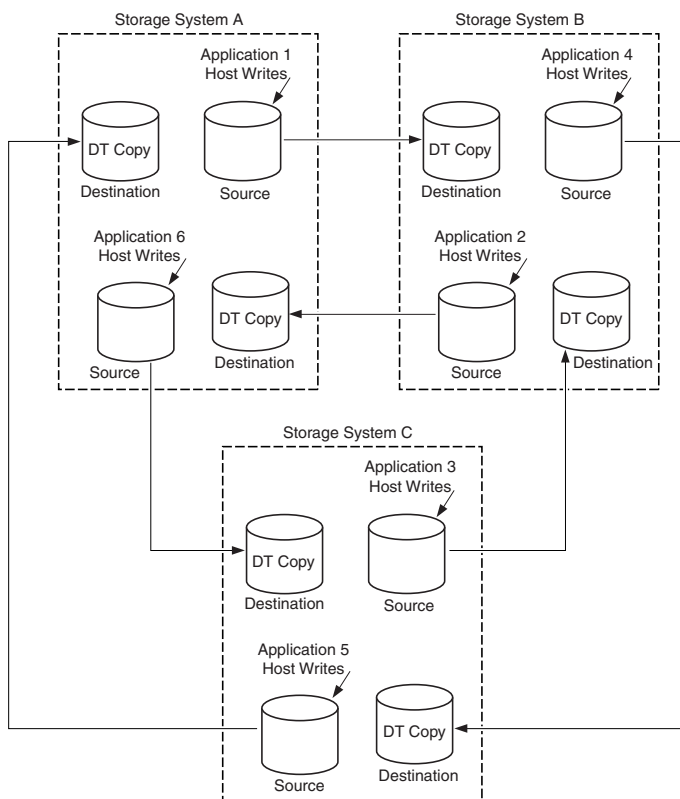 Storage System A
Application 1
Host Writes
DT Copy
Destination
Source
Application 6
Host Writes
DT Copy
Source
Destination
Storage System B
Application 4
Host Writes
DT Copy
Destination
Source
Application 2
Host Writes
DT Copy
Source
Destination
Storage System C
Application 3
Host Writes
DT Copy
Destination
Source
Application 5
Host Writes
DT Copy
Source
Destination